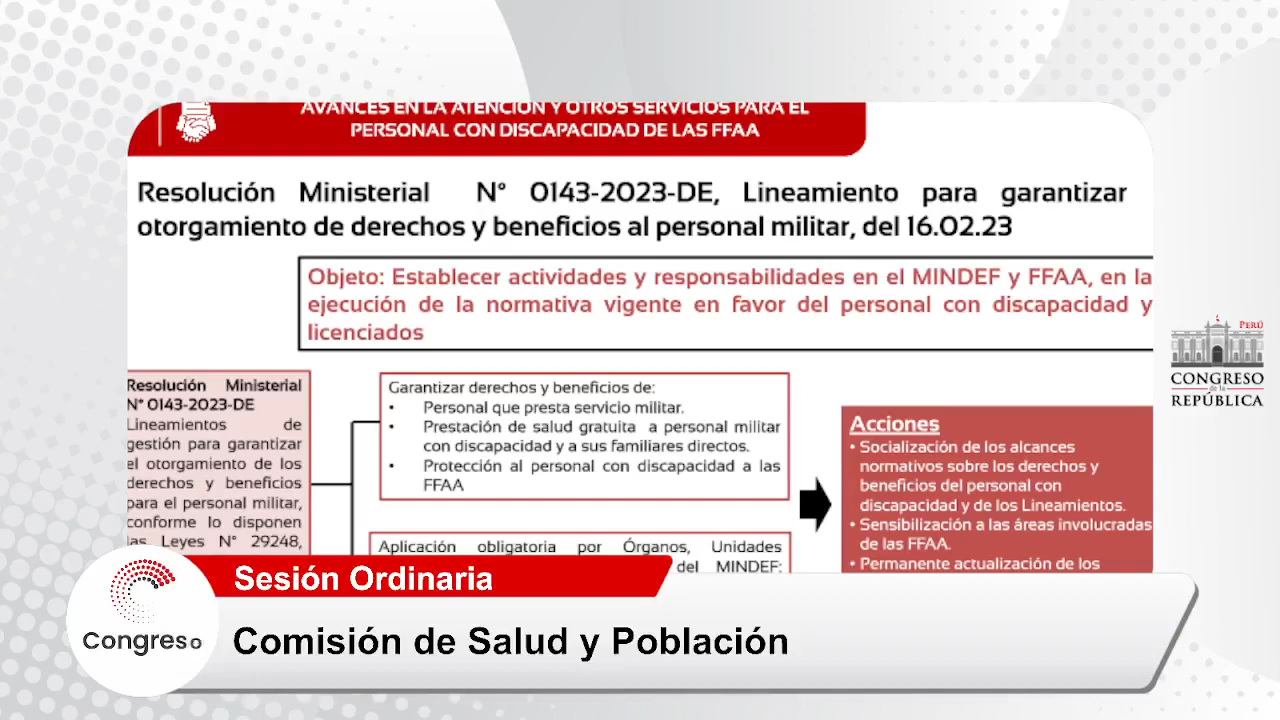 AVANCES EN LA ATENCIÓN Y OTROS SERVICIOS PARA EL
PERSONAL CON DISCAPACIDAD DE LAS FFAA
Resolución Ministerial N° 0143-2023-DE, Lineamiento para garantizar
otorgamiento de derechos y beneficios al personal militar, del 16.02.23
Objeto: Establecer actividades y responsabilidades en el MINDEF y FFAA, en la
ejecución de la normativa vigente en favor del personal con discapacidad y
licenciados
Resolución Ministerial
N° 0143-2023-DE
Lineamientos de
gestión para garantizar
el otorgamiento de los
derechos y beneficios
para el personal militar,
conforme lo disponen
las Leyes N° 29248,
Garantizar derechos y beneficios de:
• Personal que presta servicio militar.
• Prestación de salud gratuita a personal militar
con discapacidad y a sus familiares directos.
• Protección al personal con discapacidad a las
FFAA
Aplicación obligatoria por Órganos, Unidades
del MINDEF:
Acciones
• Socialización de los alcances
normativos sobre los derechos y
beneficios del personal con
discapacidad y de los Lineamientos.
• Sensibilización a las áreas involucradas
de las FFAA.
• Permanente actualización de los
PERÚ
CONGRESO
de la
REPÚBLICA
Sesión Ordinaria
Congreso
Comisión de Salud y Población